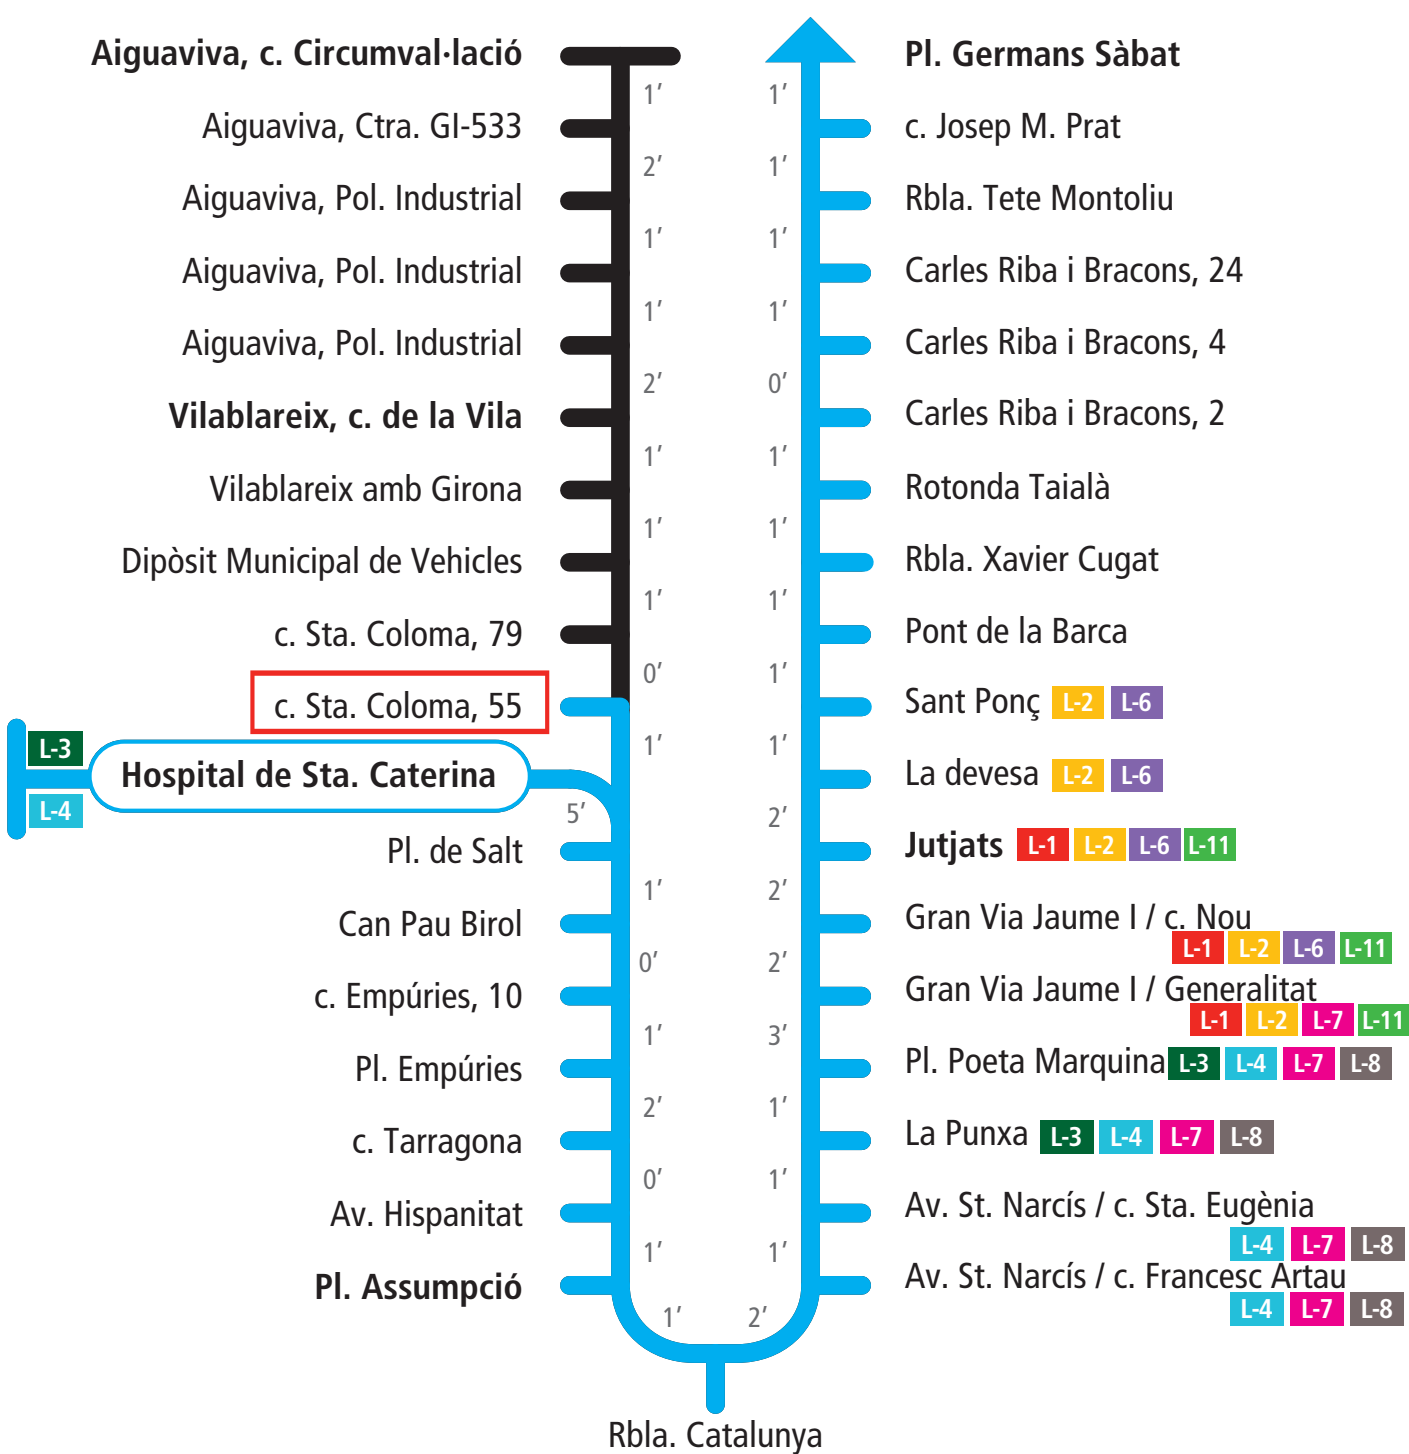 Aiguaviva, c. Circumval·lació
1’
Aiguaviva, Ctra. GI-533
2’
Aiguaviva, Pol. Industrial
1’
Aiguaviva, Pol. Industrial
1’
Aiguaviva, Pol. Industrial
2’
Vilablareix, c. de la Vila
1’
Vilablareix amb Girona
1’
Dipòsit Municipal de Vehicles
1’
c. Sta. Coloma, 79
0’
c. Sta. Coloma, 55
1’
L-3
Hospital de Sta. Caterina
L-4
5’
Pl. de Salt
1’
Can Pau Birol
0’
c. Empúries, 10
1’
Pl. Empúries
2’
c. Tarragona
0’
Av. Hispanitat
1’
Pl. Assumpció
1’
Rbla. Catalunya
2’
Pl. Germans Sàbat
1’
c. Josep M. Prat
1’
Rbla. Tete Montoliu
1’
Carles Riba i Bracons, 24
1’
Carles Riba i Bracons, 4
0’
Carles Riba i Bracons, 2
1’
Rotonda Taialà
1’
Rbla. Xavier Cugat
1’
Pont de la Barca
1’
Sant Ponç L-2 L-6
1’
La devesa L-2 L-6
2’
Jutjats L-1 L-2 L-6 L-11
2’
Gran Via Jaume I / c. Nou
L-1 L-2 L-6 L-11
2’
Gran Via Jaume I / Generalitat
L-1 L-2 L-7 L-11
3’
Pl. Poeta Marquina L-3 L-4 L-7 L-8
1’
La Punxa L-3 L-4 L-7 L-8
1’
Av. St. Narcís / c. Sta. Eugènia
L-4 L-7 L-8
1’
Av. St. Narcís / c. Francesc Artau
L-4 L-7 L-8